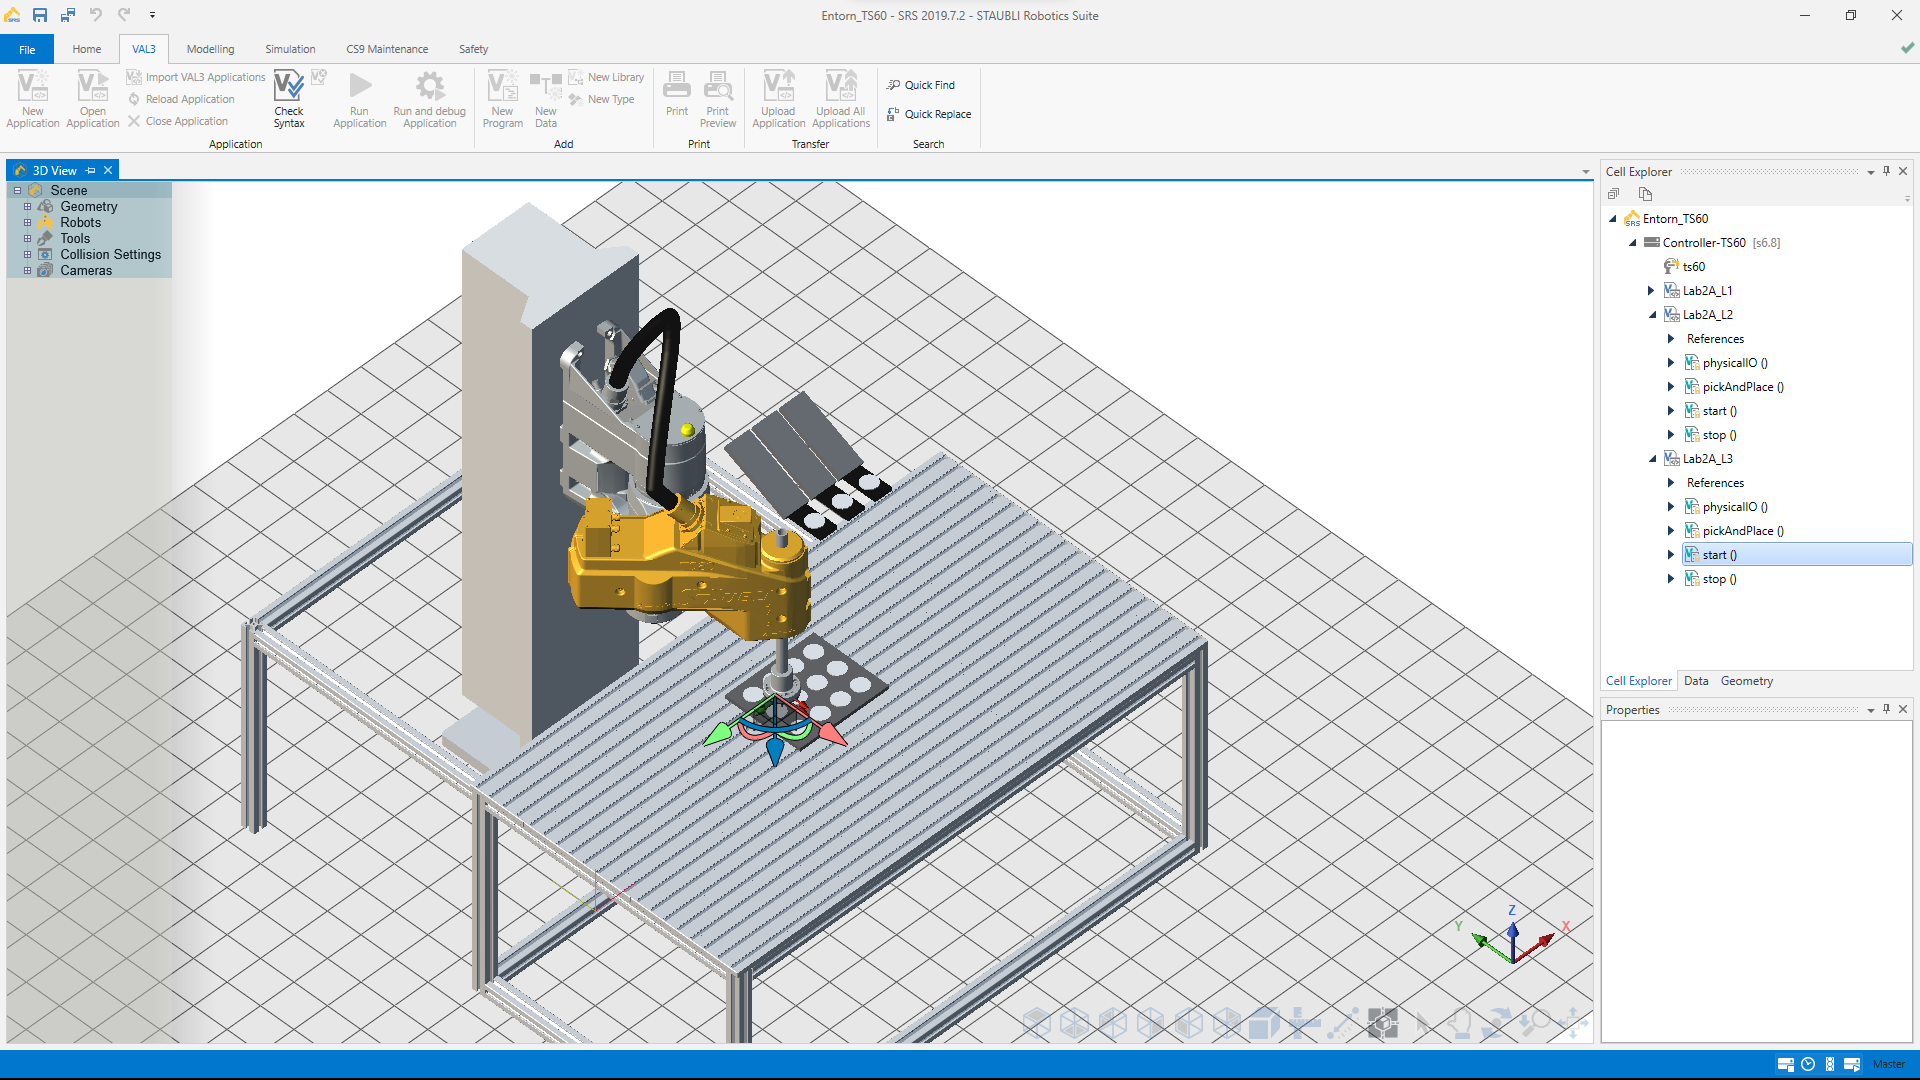 Entorn_TS60 - SRS 2019.7.2 - STAUBLI Robotics Suite
File
Home
VAL3
Modelling
Simulation
CS9 Maintenance
Safety
New Application
Open Application
Import VAL3 Applications
Reload Application
Close Application
Check Syntax
Run Application
Run and debug Application
Application
New Program
New Data
New Library
New Type
Add
Print
Print Preview
Print
Upload Application
Upload All Applications
Transfer
Quick Find
Quick Replace
Search
3D View
Scene
Geometry
Robots
Tools
Collision Settings
Cameras
Z
Y
X
Cell Explorer
Entorn_TS60
Controller-TS60 [s6.8]
ts60
Lab2A_L1
Lab2A_L2
References
physicalIO ()
pickAndPlace ()
start ()
stop ()
Lab2A_L3
References
physicalIO ()
pickAndPlace ()
start ()
stop ()
Cell Explorer
Data
Geometry
Properties
Master